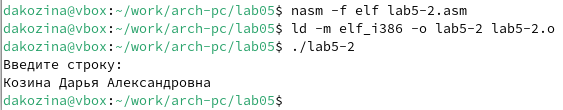 dakozina@vbox:~/work/arch-pc/lab05$ nasm -f elf lab5-2.asm
dakozina@vbox:~/work/arch-pc/lab05$ ld -m elf_i386 -o lab5-2 lab5-2.o
dakozina@vbox:~/work/arch-pc/lab05$ ./lab5-2
Введите строку:
Козина Дарья Александровна
dakozina@vbox:~/work/arch-pc/lab05$